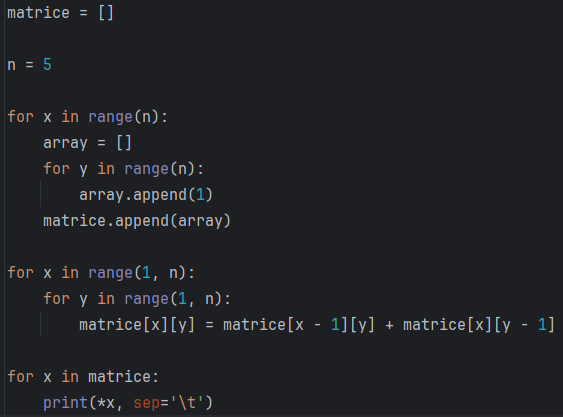 matrice = []
n = 5
for x in range(n):
    array = []
    for y in range(n):
        array.append(1)
    matrice.append(array)
for x in range(1, n):
    for y in range(1, n):
        matrice[x][y] = matrice[x - 1][y] + matrice[x][y - 1]
for x in matrice:
    print(*x, sep='\t')